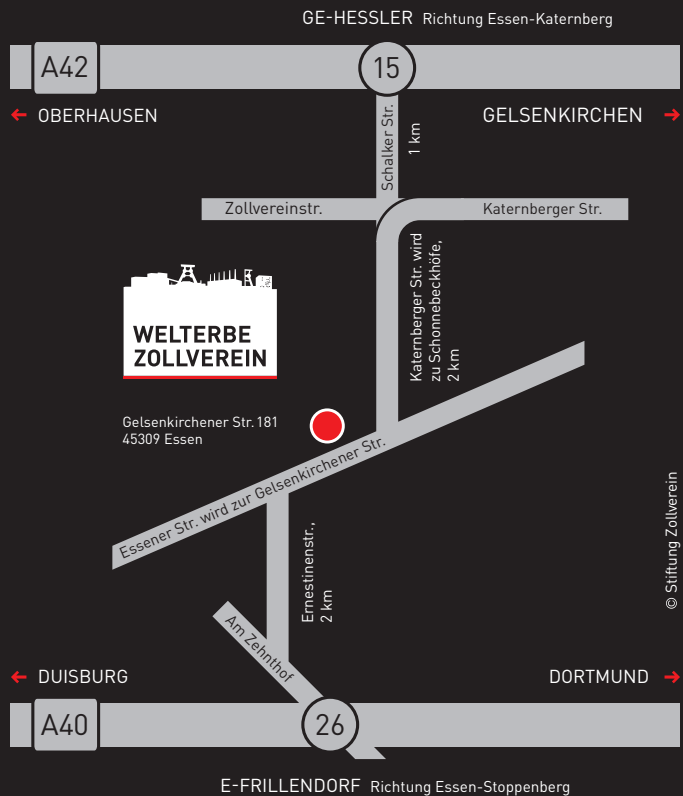 GE-HESSLER Richtung Essen-Katernberg
A42
15
OBERHAUSEN
GELSENKIRCHEN
Schalker Str.
1 km
Zollvereinstr.
Katernberger Str.
Katernberger Str. wird
zu Schonnebeckhöfe,
2 km
WELTERBE
ZOLLVEREIN
Gelsenkirchener Str. 181
45309 Essen
Essener Str. wird zur Gelsenkirchener Str.
Ernestinenstr.,
2 km
© Stiftung Zollverein
Am Zehnthof
DUISBURG
DORTMUND
A40
26
E-FRILLENDORF Richtung Essen-Stoppenberg